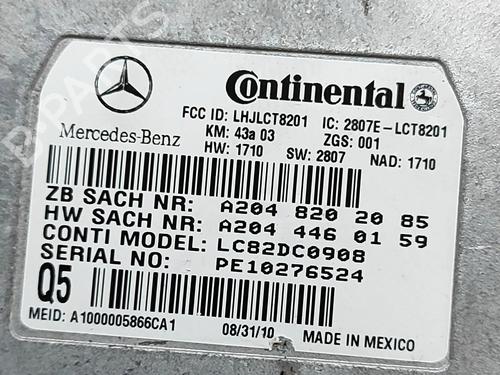 Continental
Mercedes-Benz
FCC ID: LHJLCT8201 IC: 2807E-LCT8201
KM: 43a 03 ZGS: 001
HW: 1710 SW: 2807 NAD: 1710
ZB SACH NR: A204 820 20 85
HW SACH NR: A204 446 01 59
CONTI MODEL: LC82DC0908
SERIAL NO: PE10276524
Q5
MEID: A1000005866CA1 08/31/10 MADE IN MEXICO
B-PARTS